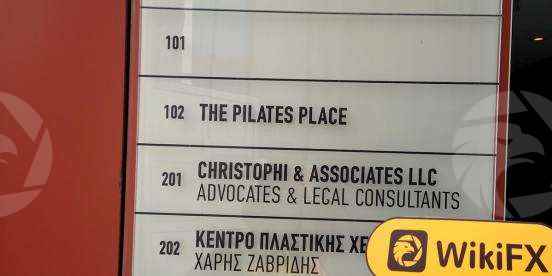 101
102 THE PILATES PLACE
201 CHRISTOPHI & ASSOCIATES LLC
ADVOCATES & LEGAL CONSULTANTS
202 ΚΕΝΤΡΟ ΠΛΑΣΤΙΚΗΣ
ΧΑΡΗΣ ΖΑΒΡΙΔΗΣ
WikiFX